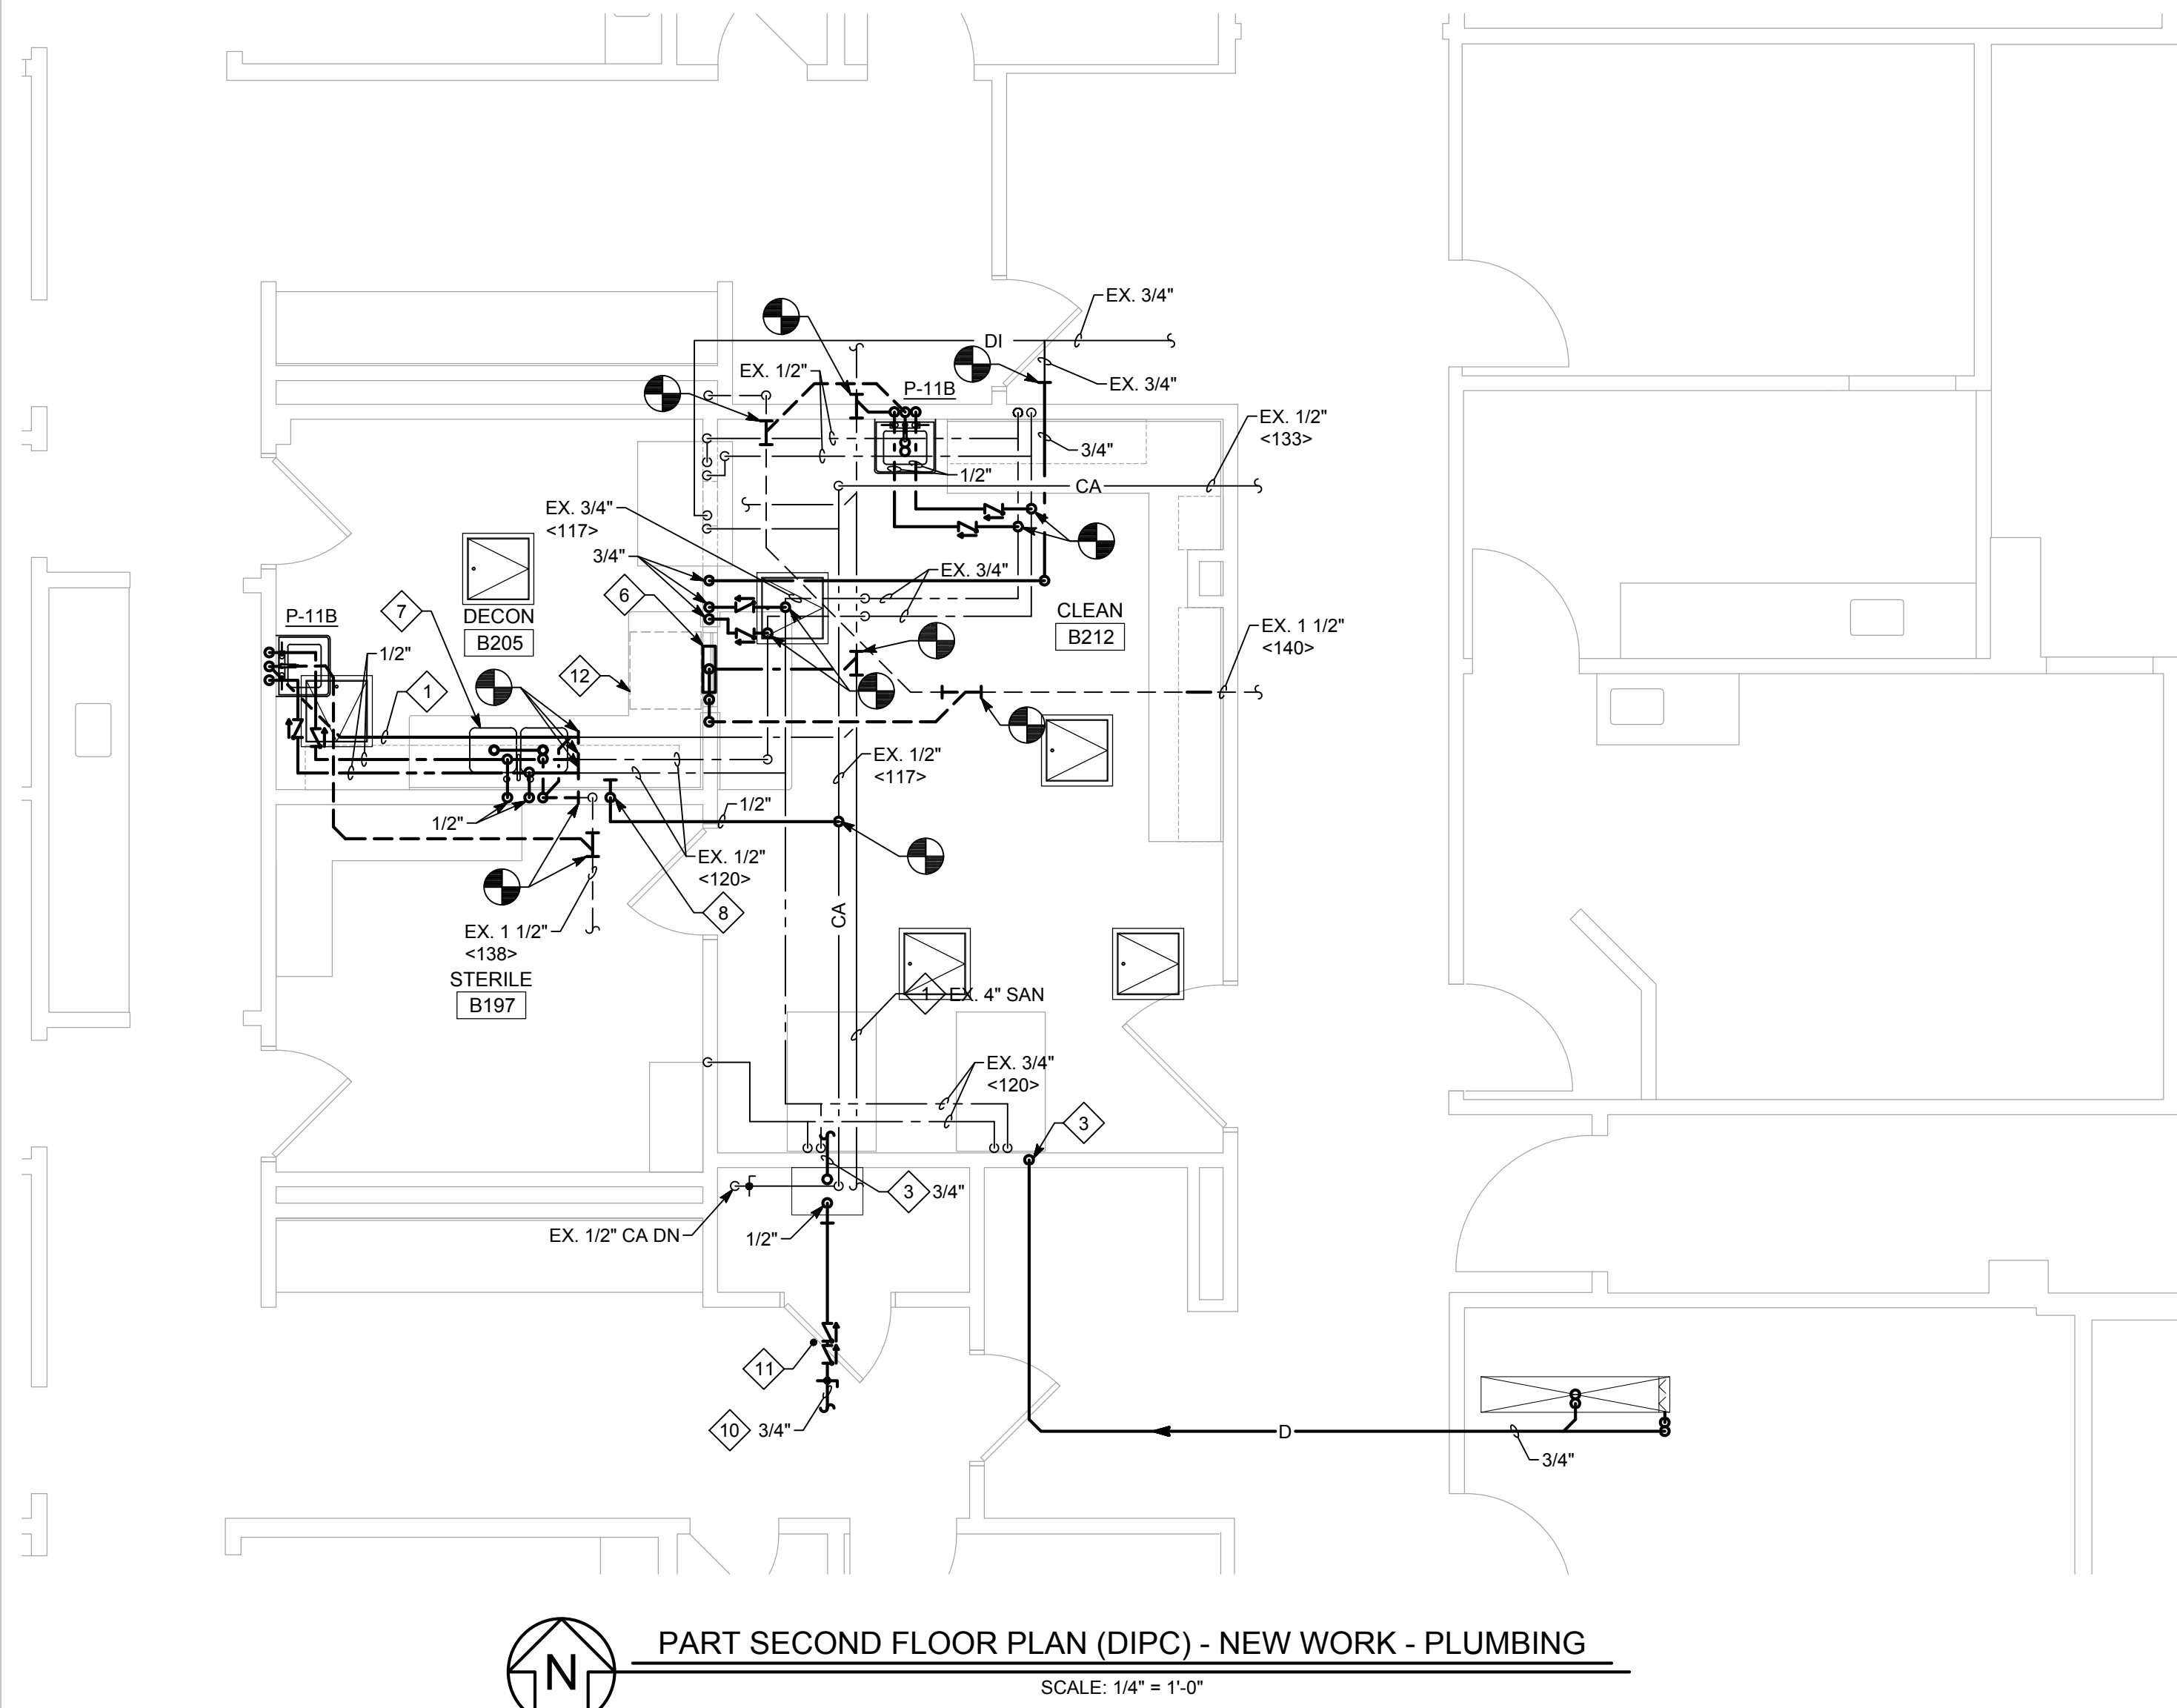 EX. 3/4"
DI
EX. 1/2"
EX. 3/4"
P-11B
EX. 1/2"
<133>
3/4"
1/2"
CA
EX. 3/4"
<117>
3/4"
EX. 3/4"
6
7
P-11B
DECON
B205
CLEAN
B212
EX. 1 1/2"
<140>
1/2"
12
1
EX. 1/2"
<117>
1/2"
1/2"
EX. 1/2"
<120>
8
CA
EX. 1 1/2"
<138>
STERILE
B197
1 EX. 4" SAN
EX. 3/4"
<120>
3
3 3/4"
EX. 1/2" CA DN
1/2"
11
10 3/4"
D
3/4"
N
PART SECOND FLOOR PLAN (DIPC) - NEW WORK - PLUMBING
SCALE: 1/4" = 1'-0"